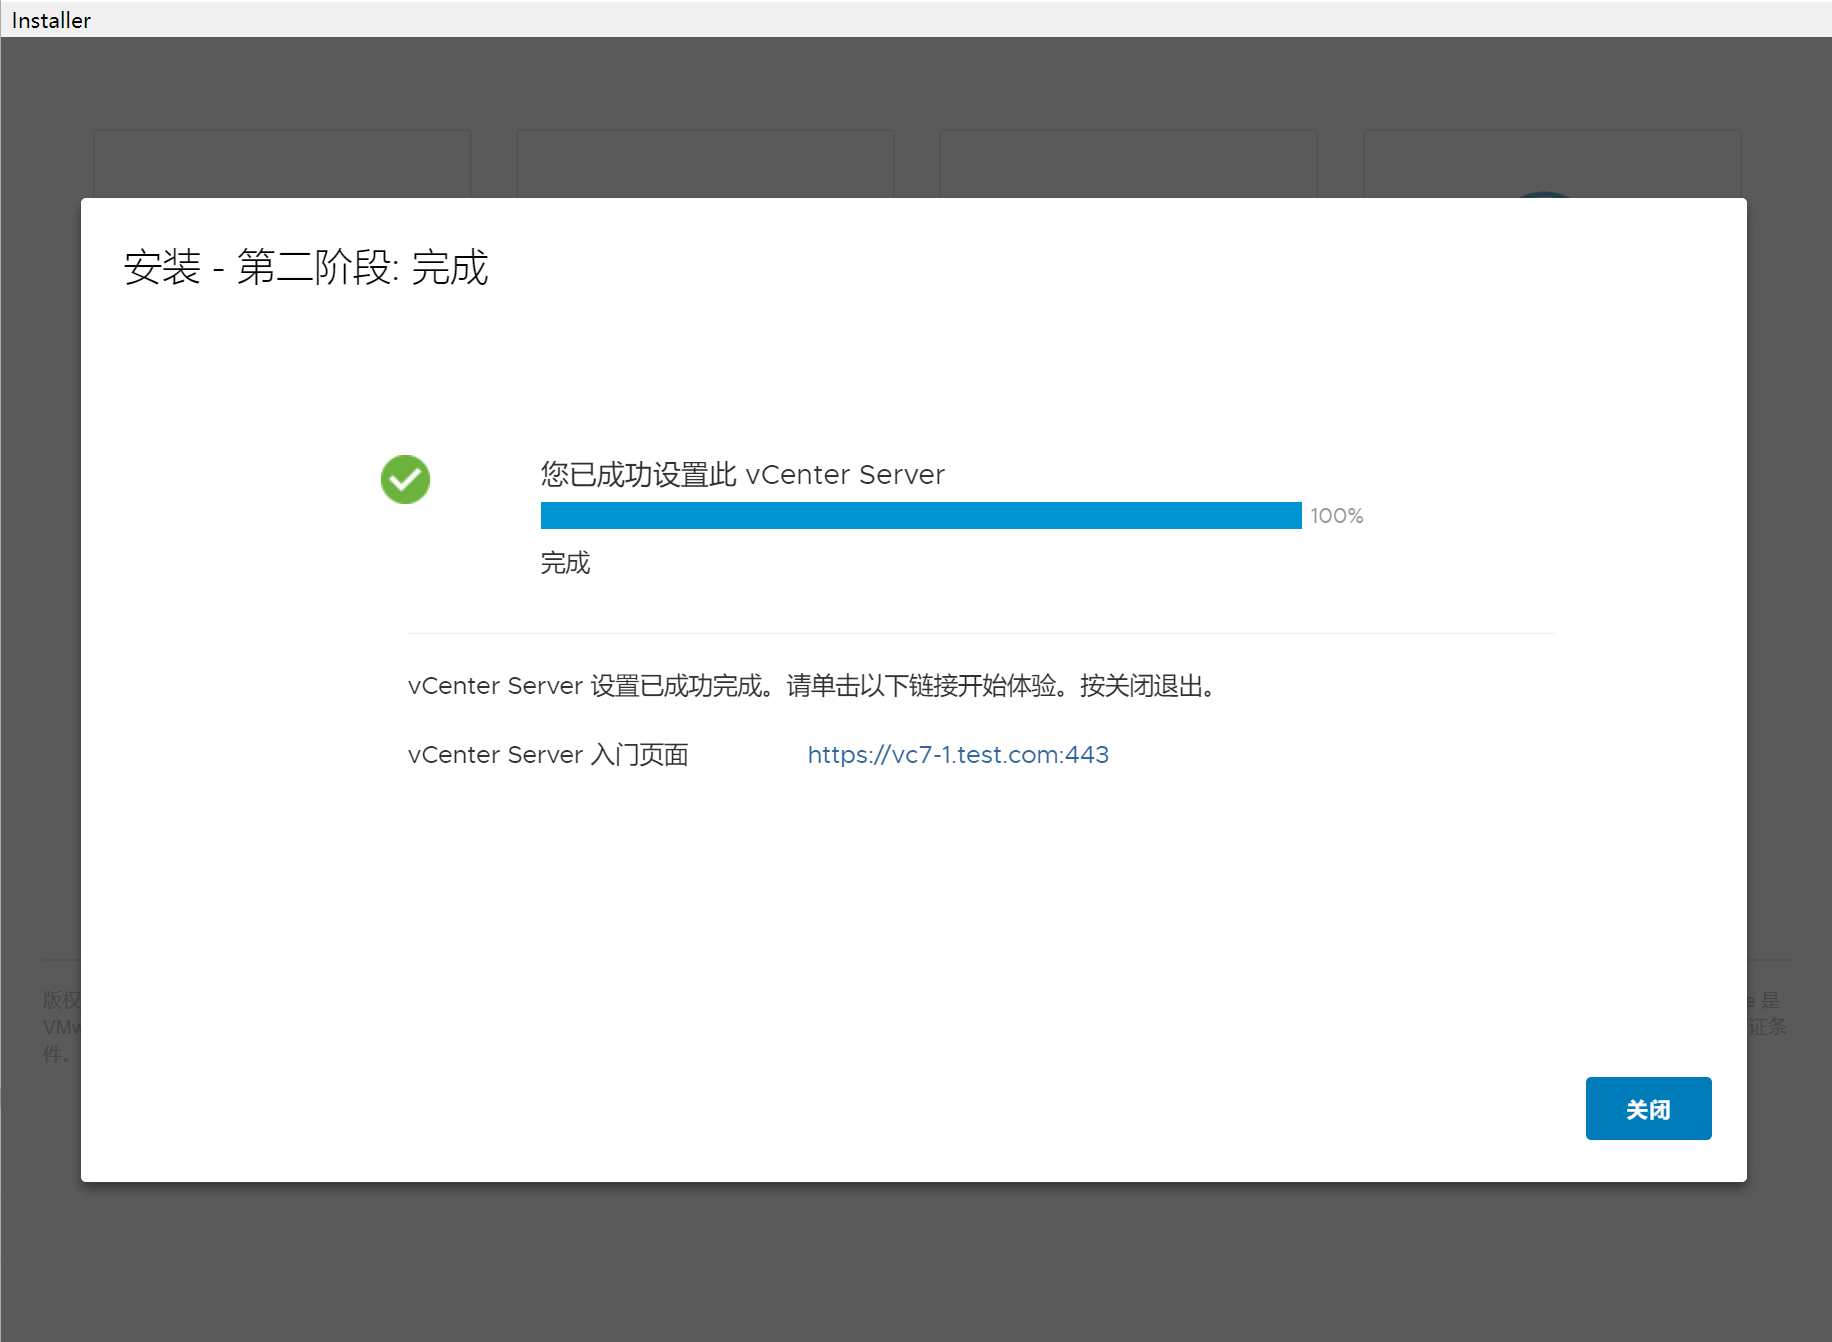 Installer
安装 - 第二阶段: 完成
您已成功设置此 vCenter Server
100%
完成
vCenter Server 设置已成功完成。请单击以下链接开始体验。按关闭退出。
vCenter Server 入门页面 https://vc7-1.test.com:443
版权
e 是
VMw
证条
件。
关闭